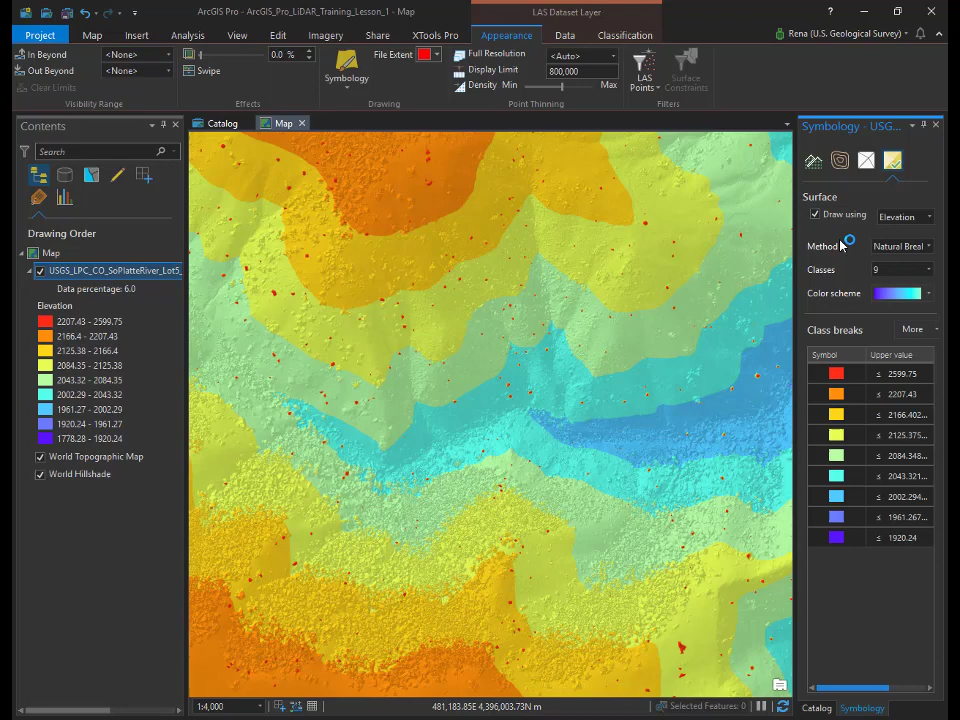 ArcGIS Pro - ArcGIS_Pro_LiDAR_Training_Lesson_1 - Map
LAS Dataset Layer
?
Project Map Insert Analysis View Edit Imagery Share XTools Pro Appearance Data Classification
Rena (U.S. Geological Survey)
In Beyond <None>
Out Beyond <None>
Clear Limits
Visibility Range
0.0 %
Swipe
Effects
Symbology
File Extent
Drawing
Full Resolution <Auto>
Display Limit 800,000
Density Min Max
Point Thinning
LAS Points
Surface Constraints
Filters
Contents
Search
Drawing Order
Map
USGS_LPC_CO_SoPlatteRiver_Lot5_
Data percentage: 6.0
Elevation
2207.43 - 2599.75
2166.4 - 2207.43
2125.38 - 2166.4
2084.35 - 2125.38
2043.32 - 2084.35
2002.29 - 2043.32
1961.27 - 2002.29
1920.24 - 1961.27
1778.28 - 1920.24
World Topographic Map
World Hillshade
Catalog Map
1:4,000
481,183.85E 4,396,003.73N m
Selected Features: 0
Symbology - USG...
Surface
Draw using Elevation
Method Natural Breal
Classes 9
Color scheme
Class breaks More
Symbol Upper value
≤ 2599.75
≤ 2207.43
≤ 2166.402...
≤ 2125.375...
≤ 2084.348...
≤ 2043.321...
≤ 2002.294...
≤ 1961.267...
≤ 1920.24
Catalog Symbology